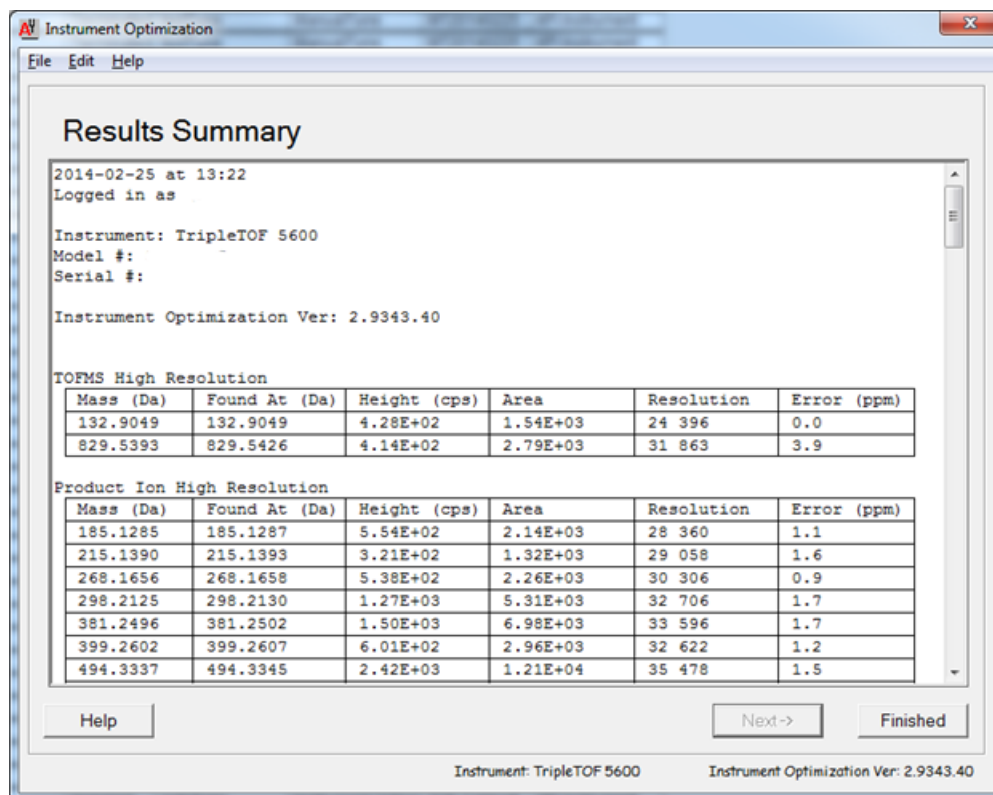 Instrument Optimization
File Edit Help
Results Summary
2014-02-25 at 13:22
Logged in as
Instrument: TripleTOF 5600
Model #:
Serial #:
Instrument Optimization Ver: 2.9343.40
TOFMS High Resolution
Mass (Da) Found At (Da) Height (cps) Area Resolution Error (ppm)
132.9049 132.9049 4.28E+02 1.54E+03 24 396 0.0
829.5393 829.5426 4.14E+02 2.79E+03 31 863 3.9
Product Ion High Resolution
Mass (Da) Found At (Da) Height (cps) Area Resolution Error (ppm)
185.1285 185.1287 5.54E+02 2.14E+03 28 360 1.1
215.1390 215.1393 3.21E+02 1.32E+03 29 058 1.6
268.1656 268.1658 5.38E+02 2.26E+03 30 306 0.9
298.2125 298.2130 1.27E+03 5.31E+03 32 706 1.7
381.2496 381.2502 1.50E+03 6.98E+03 33 596 1.7
399.2602 399.2607 6.01E+02 2.96E+03 32 622 1.2
494.3337 494.3345 2.42E+03 1.21E+04 35 478 1.5
Help Next-> Finished
Instrument: TripleTOF 5600 Instrument Optimization Ver: 2.9343.40